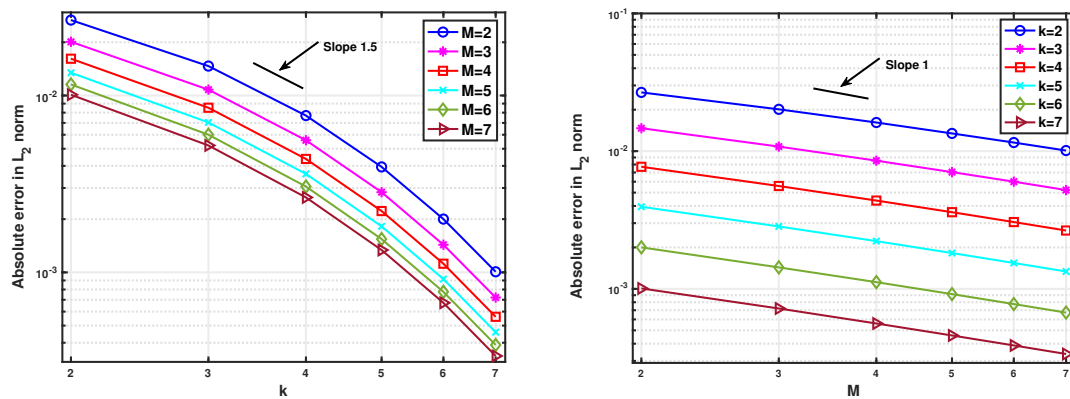 Absolute error in L₂ norm
10⁻²
10⁻³
2 3 4 5 6 7
k
Slope 1.5
M=2
M=3
M=4
M=5
M=6
M=7
Absolute error in L₂ norm
10⁻¹
10⁻²
10⁻³
2 3 4 5 6 7
M
Slope 1
k=2
k=3
k=4
k=5
k=6
k=7